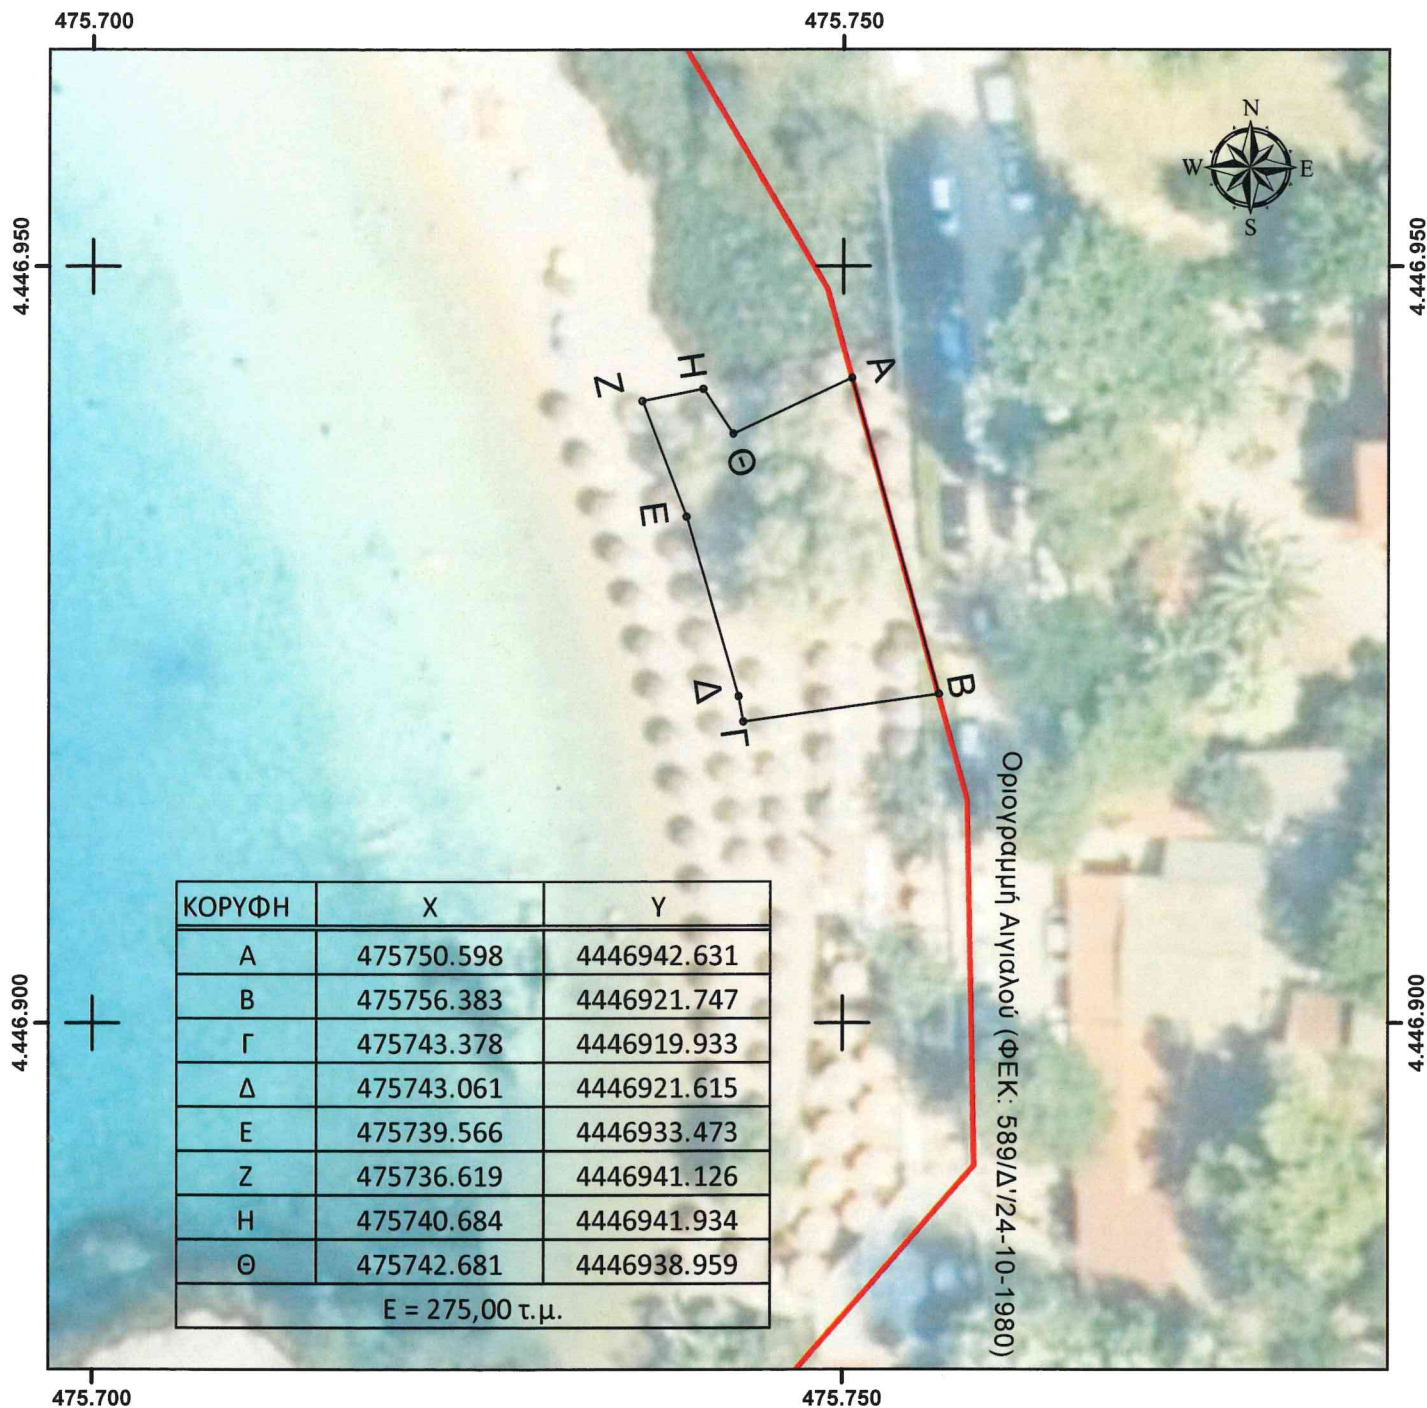 475.700 475.750
N
W E
S
4.446.950 4.446.950
A
H
Z
Θ
E
B
Δ
Γ
Οριογραμμή Αιγιαλού (ΦΕΚ: 589/Δ'/24-10-1980)
ΚΟΡΥΦΗ X Y
A 475750.598 4446942.631
B 475756.383 4446921.747
Γ 475743.378 4446919.933
Δ 475743.061 4446921.615
E 475739.566 4446933.473
Z 475736.619 4446941.126
H 475740.684 4446941.934
Θ 475742.681 4446938.959
E = 275,00 τ.μ.
4.446.900 4.446.900
475.700 475.750